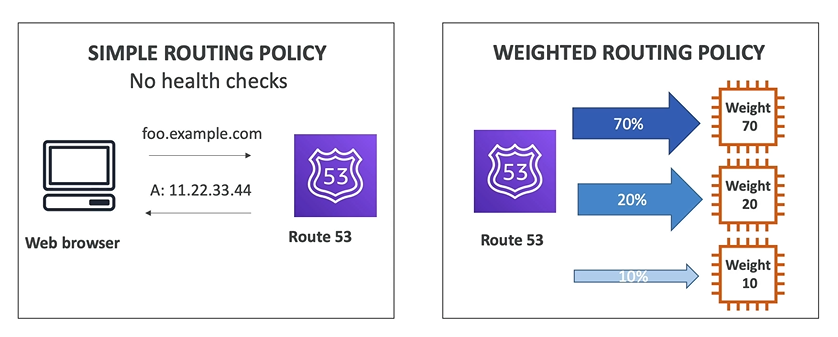 SIMPLE ROUTING POLICY
No health checks
foo.example.com
A: 11.22.33.44
53
Web browser
Route 53
WEIGHTED ROUTING POLICY
53
Route 53
70%
Weight
70
20%
Weight
20
10%
Weight
10